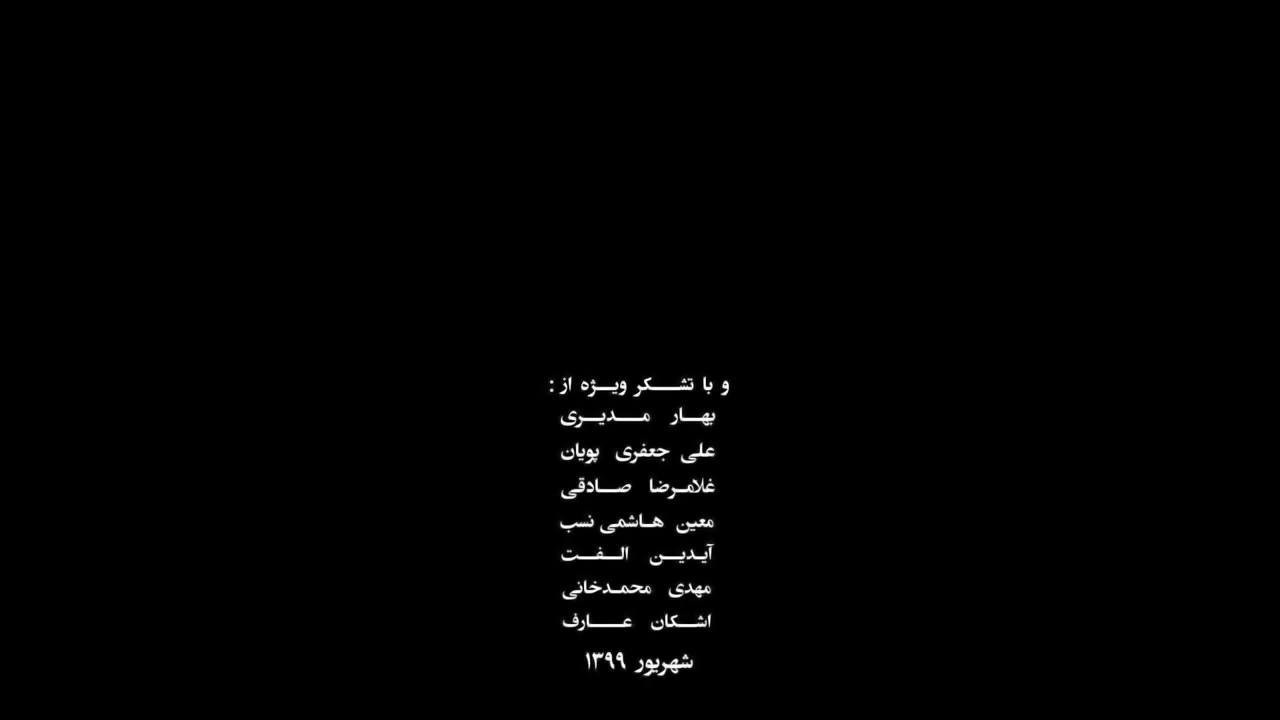 و با تشکر ویژه از :
بهار مدیری
علی جعفری پویان
غلامرضا صادقی
معین هاشمی نسب
آیدین الفت
مهدی محمدخانی
اشکان عارف
شهریور ۱۳۹۹